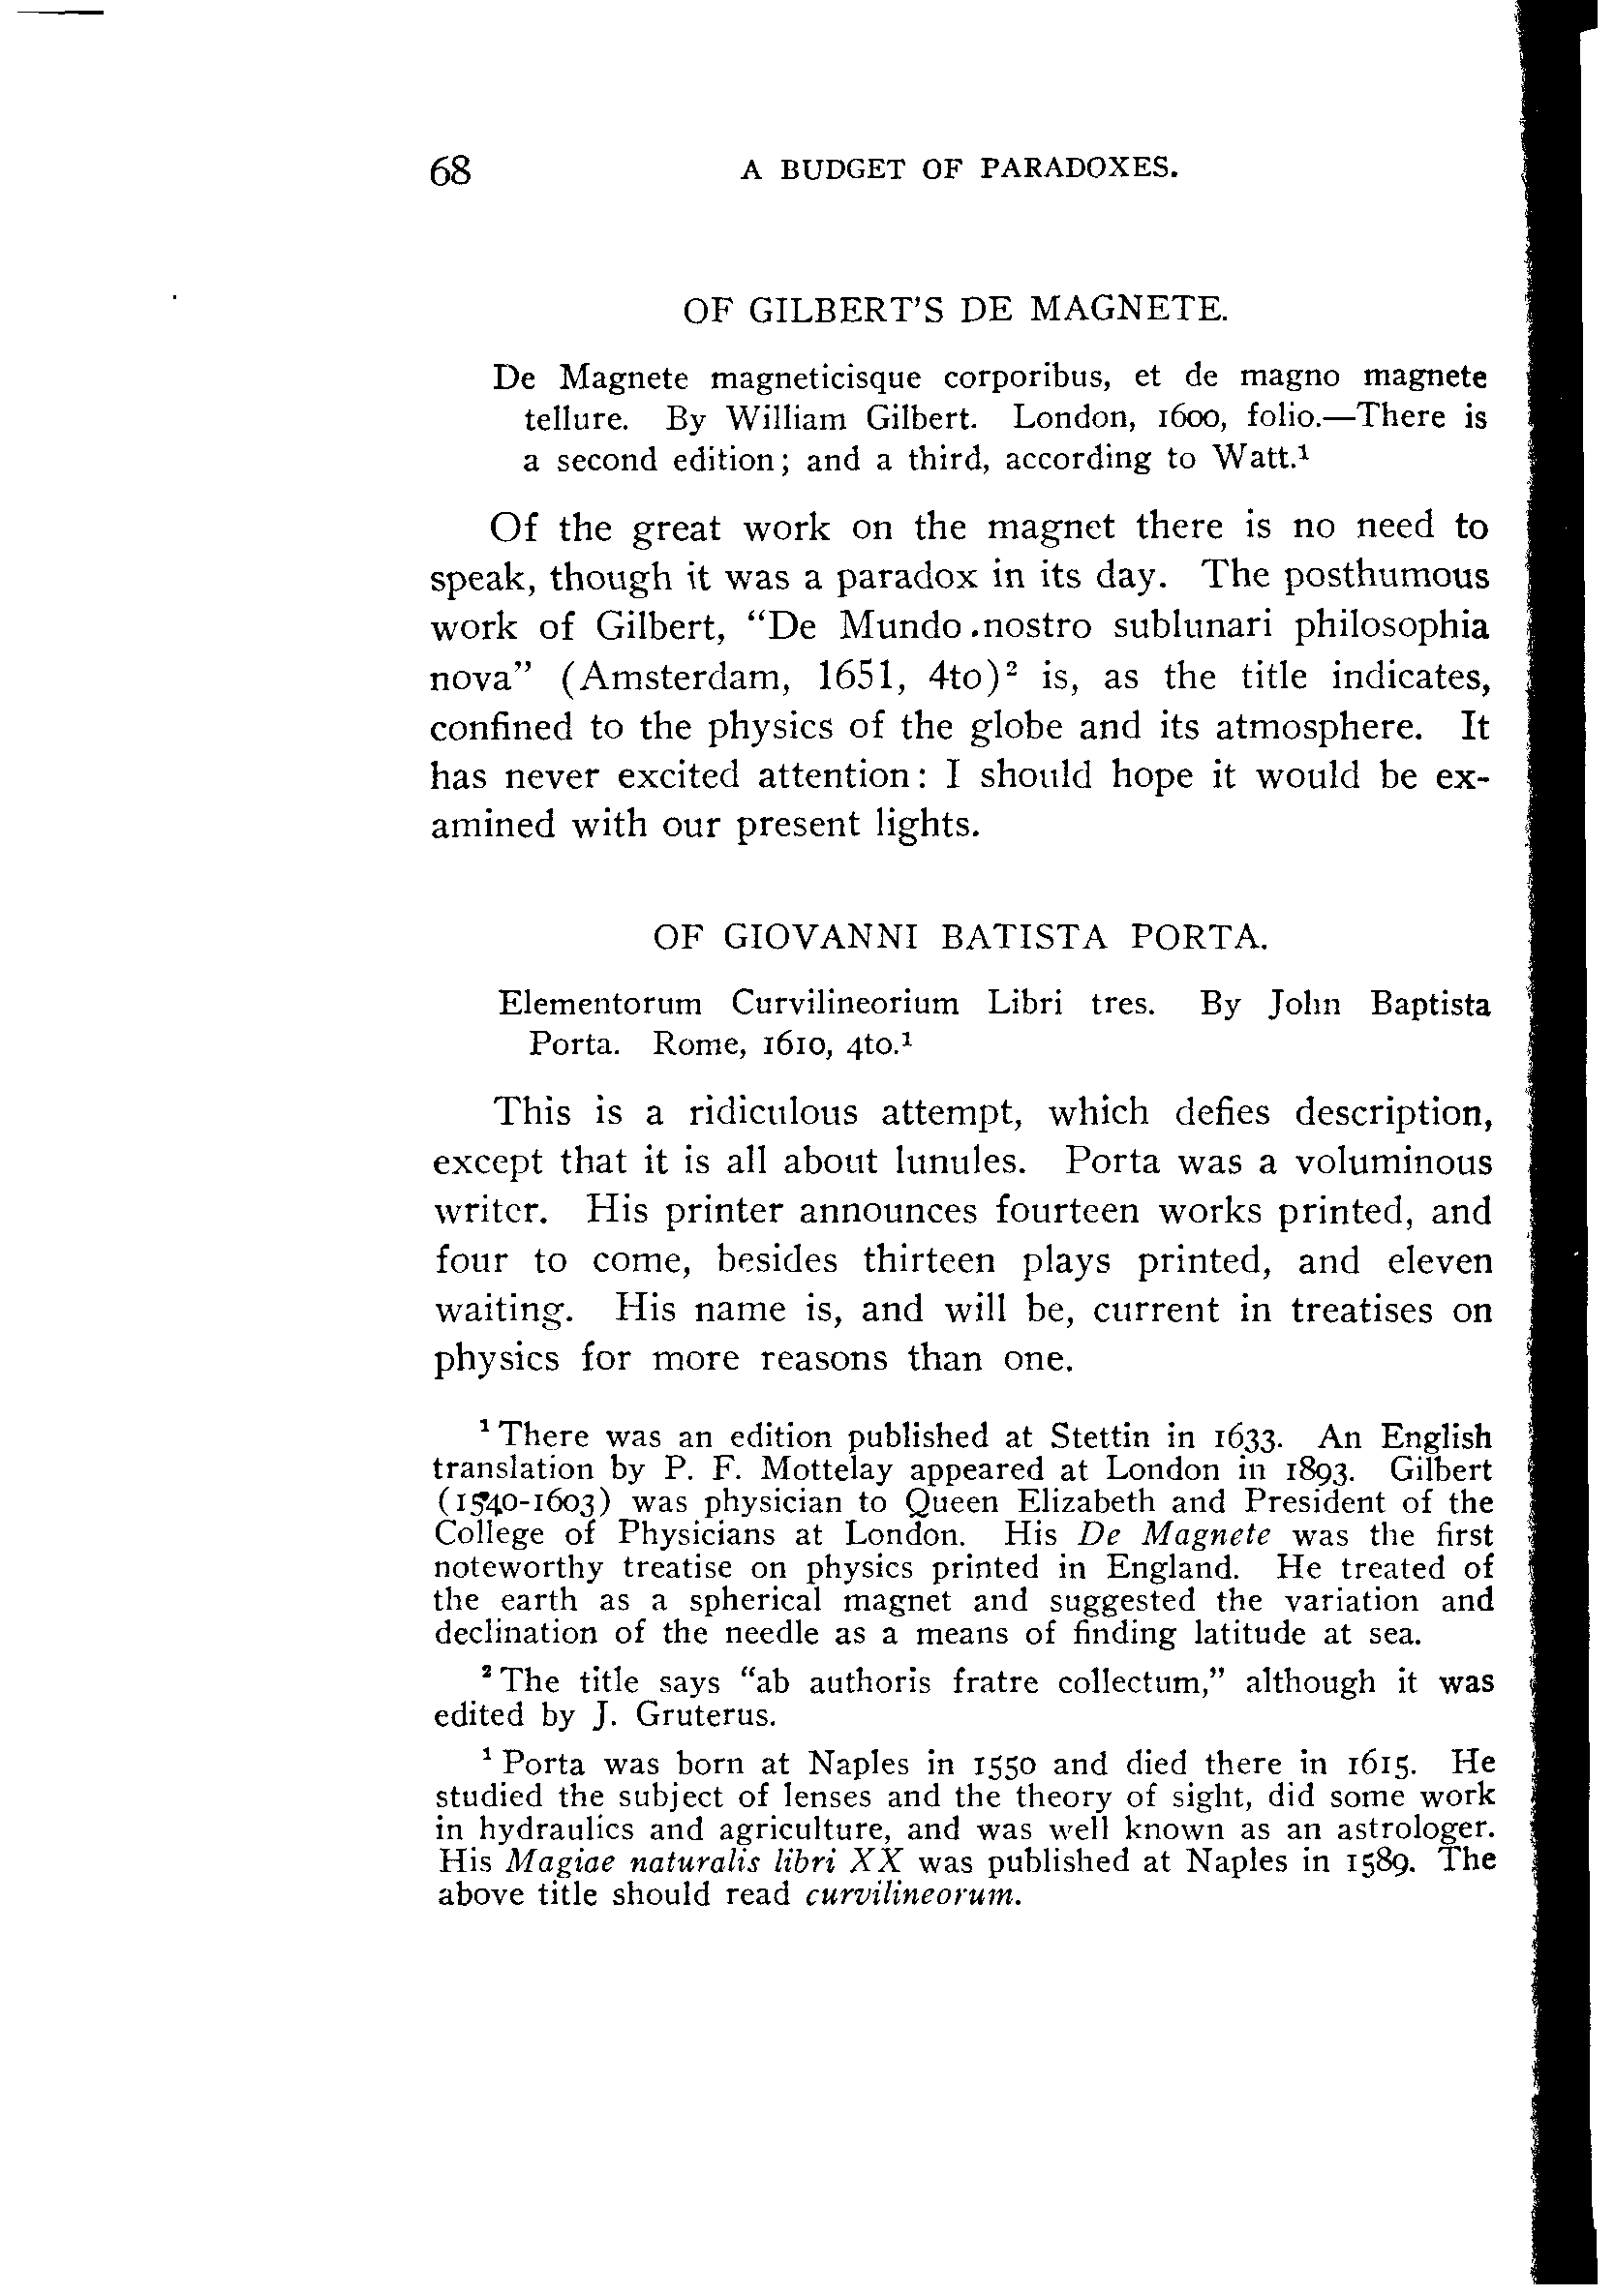 68 A BUDGET OF PARADOXES.
OF GILBERT'S DE MAGNETE.
De Magnete magneticisque corporibus, et de magno magnete
tellure. By William Gilbert. London, 1600, folio.—There is
a second edition; and a third, according to Watt.¹
Of the great work on the magnet there is no need to
speak, though it was a paradox in its day. The posthumous
work of Gilbert, “De Mundo nostro sublunari philosophia
nova” (Amsterdam, 1651, 4to)² is, as the title indicates,
confined to the physics of the globe and its atmosphere. It
has never excited attention: I should hope it would be ex-
amined with our present lights.
OF GIOVANNI BATISTA PORTA.
Elementorum Curvilineorium Libri tres. By John Baptista
Porta. Rome, 1610, 4to.¹
This is a ridiculous attempt, which defies description,
except that it is all about lunules. Porta was a voluminous
writer. His printer announces fourteen works printed, and
four to come, besides thirteen plays printed, and eleven
waiting. His name is, and will be, current in treatises on
physics for more reasons than one.
¹ There was an edition published at Stettin in 1633. An English
translation by P. F. Mottelay appeared at London in 1893. Gilbert
(1540-1603) was physician to Queen Elizabeth and President of the
College of Physicians at London. His De Magnete was the first
noteworthy treatise on physics printed in England. He treated of
the earth as a spherical magnet and suggested the variation and
declination of the needle as a means of finding latitude at sea.
² The title says “ab authoris fratre collectum,” although it was
edited by J. Gruterus.
¹ Porta was born at Naples in 1550 and died there in 1615. He
studied the subject of lenses and the theory of sight, did some work
in hydraulics and agriculture, and was well known as an astrologer.
His Magiae naturalis libri XX was published at Naples in 1589. The
above title should read curvilineorum.